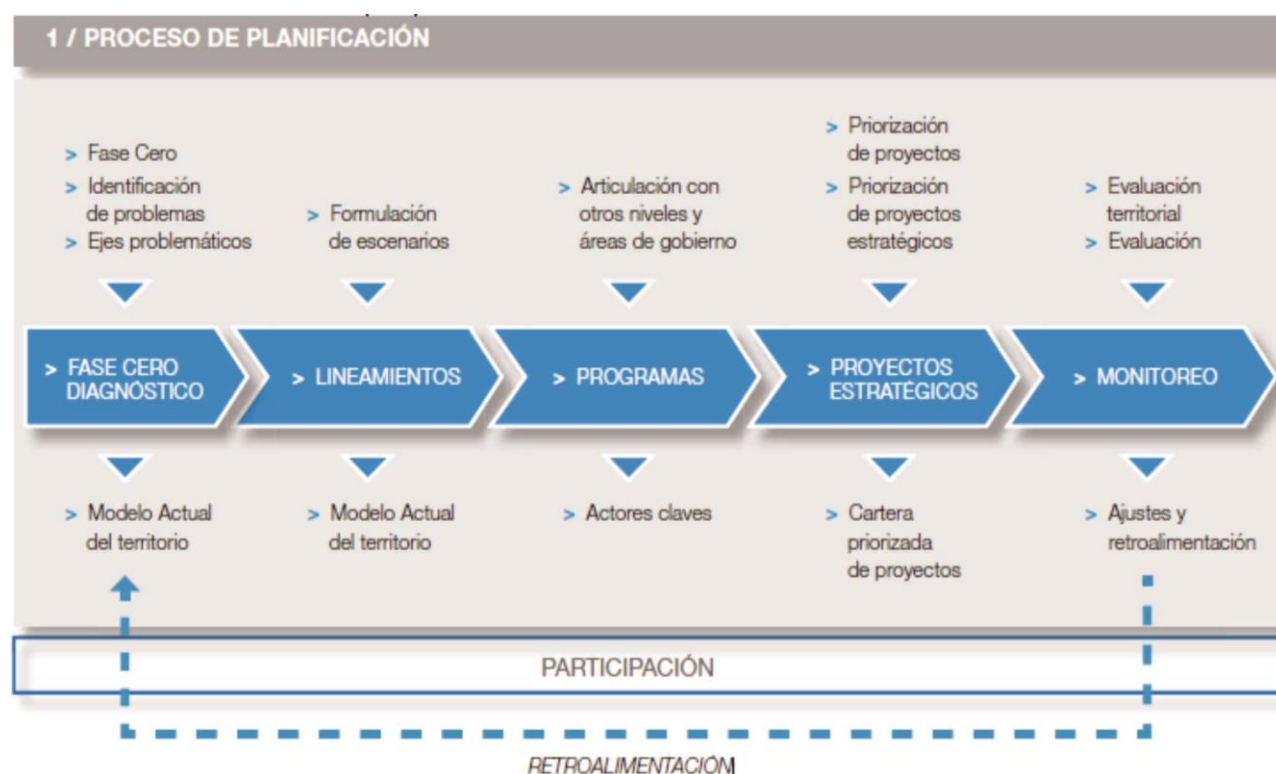 1 / PROCESO DE PLANIFICACIÓN
> Fase Cero
> Identificación
de problemas
> Ejes problemáticos
> Formulación
de escenarios
> Articulación con
otros niveles y
áreas de gobierno
> Priorización
de proyectos
> Priorización
de proyectos
estratégicos
> Evaluación
territorial
> Evaluación
> FASE CERO
DIAGNÓSTICO
> LINEAMIENTOS
> PROGRAMAS
> PROYECTOS
ESTRATÉGICOS
> MONITOREO
> Modelo Actual
del territorio
> Modelo Actual
del territorio
> Actores claves
> Cartera
priorizada
de proyectos
> Ajustes y
retroalimentación
PARTICIPACIÓN
RETROALIMENTACIÓN